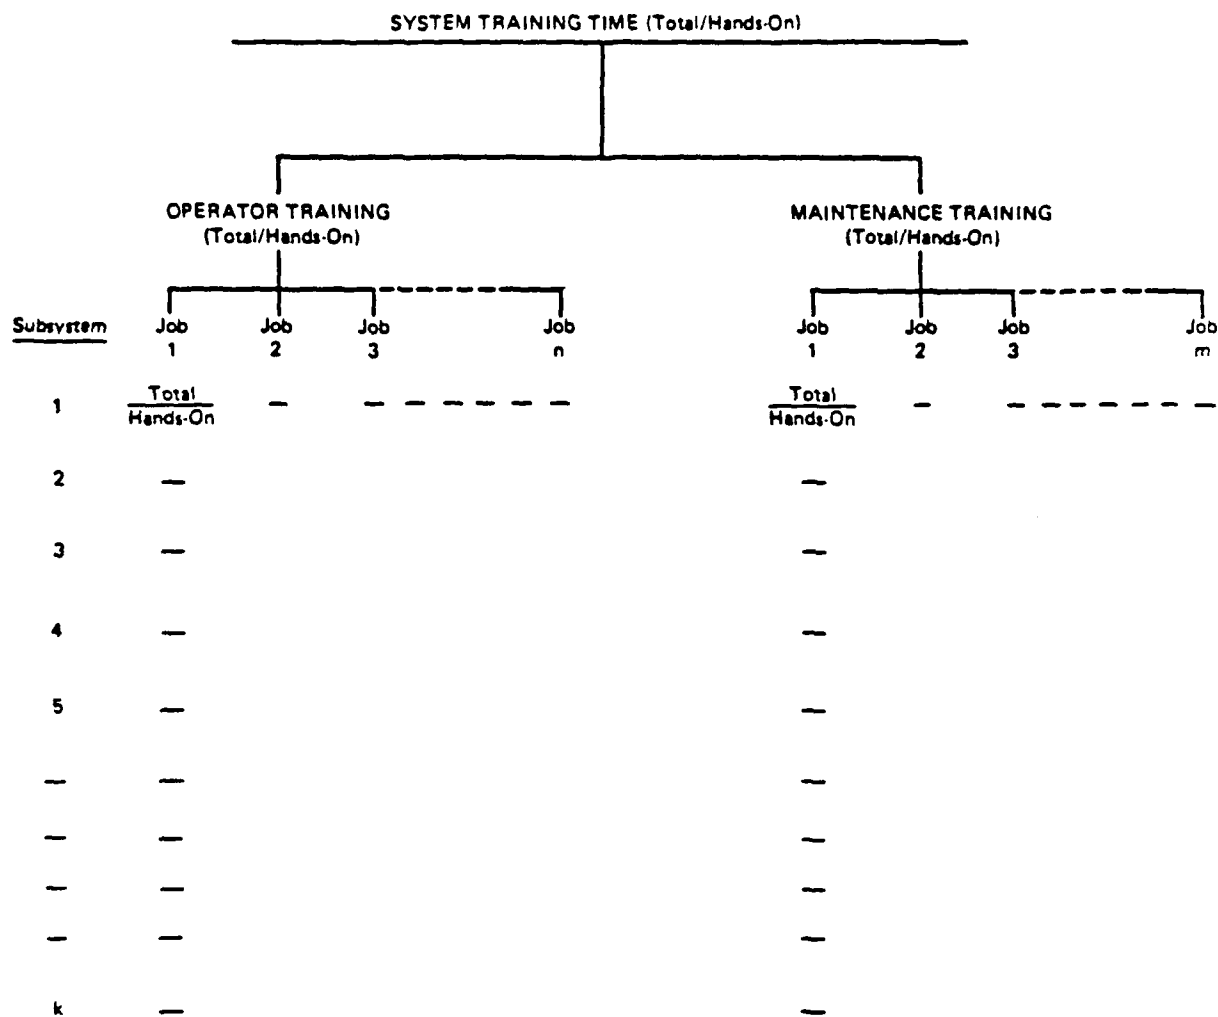 SYSTEM TRAINING TIME (Total/Hands-On)
OPERATOR TRAINING
(Total/Hands-On)
MAINTENANCE TRAINING
(Total/Hands-On)
Subsystem Job Job Job Job Job Job Job Job
1 2 3 n 1 2 3 m
Total Total
1 — — — — — — — — — — — — — — —
Hands-On Hands-On
2 — —
3 — —
4 — —
5 — —
— — —
— — —
— — —
— — —
k — —